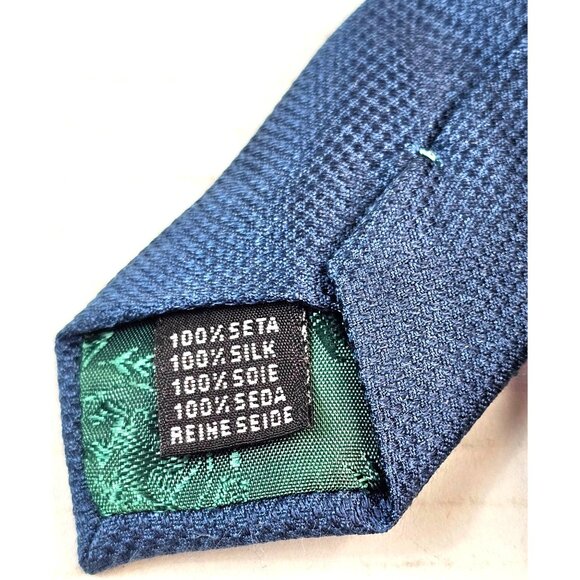 100% SETA
100% SILK
100% SOIE
100% SEDA
REINE SEIDE